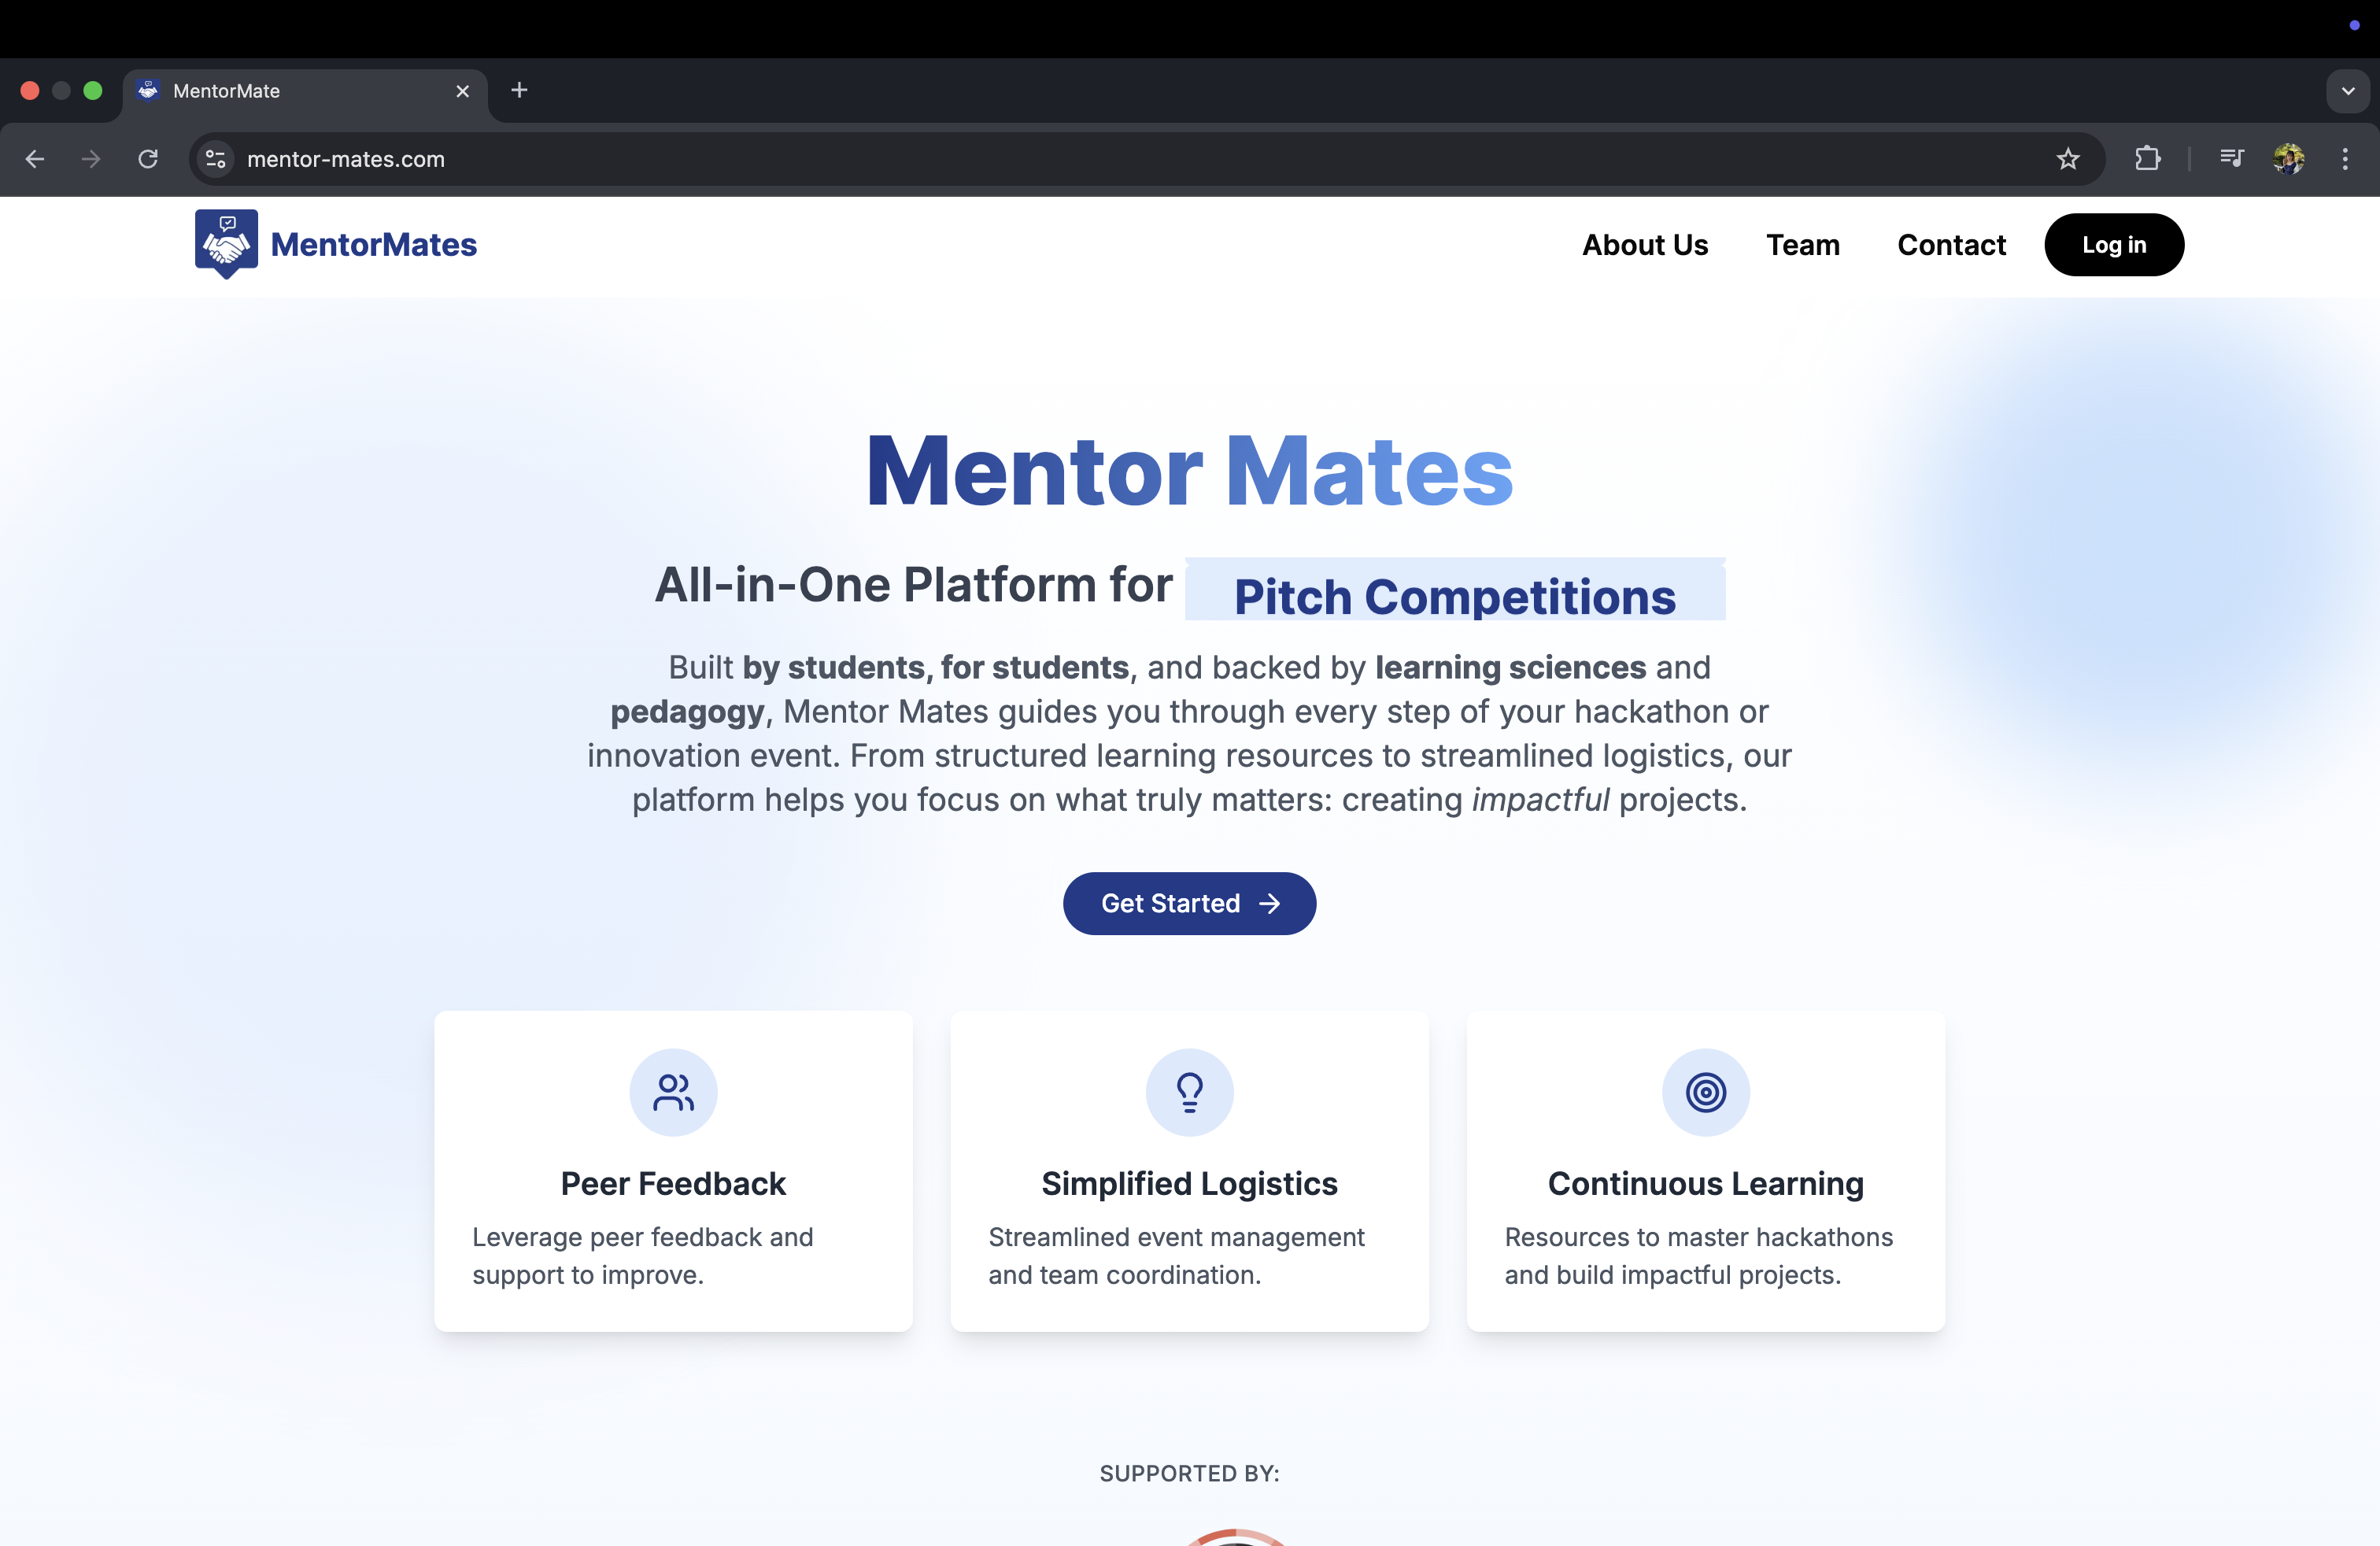 MentorMate
mentor-mates.com
MentorMates
About Us
Team
Contact
Log in
Mentor Mates
All-in-One Platform for Pitch Competitions
Built by students, for students, and backed by learning sciences and
pedagogy, Mentor Mates guides you through every step of your hackathon or
innovation event. From structured learning resources to streamlined logistics, our
platform helps you focus on what truly matters: creating impactful projects.
Get Started
Peer Feedback
Leverage peer feedback and
support to improve.
Simplified Logistics
Streamlined event management
and team coordination.
Continuous Learning
Resources to master hackathons
and build impactful projects.
SUPPORTED BY: